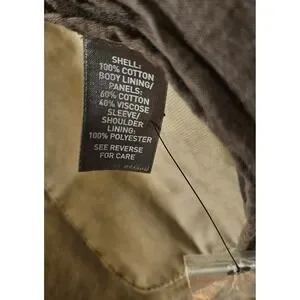 SHELL:
100% COTTON
BODY LINING/
PANELS:
60% COTTON
40% VISCOSE
SLEEVE/
SHOULDER
LINING:
100% POLYESTER
SEE REVERSE
FOR CARE